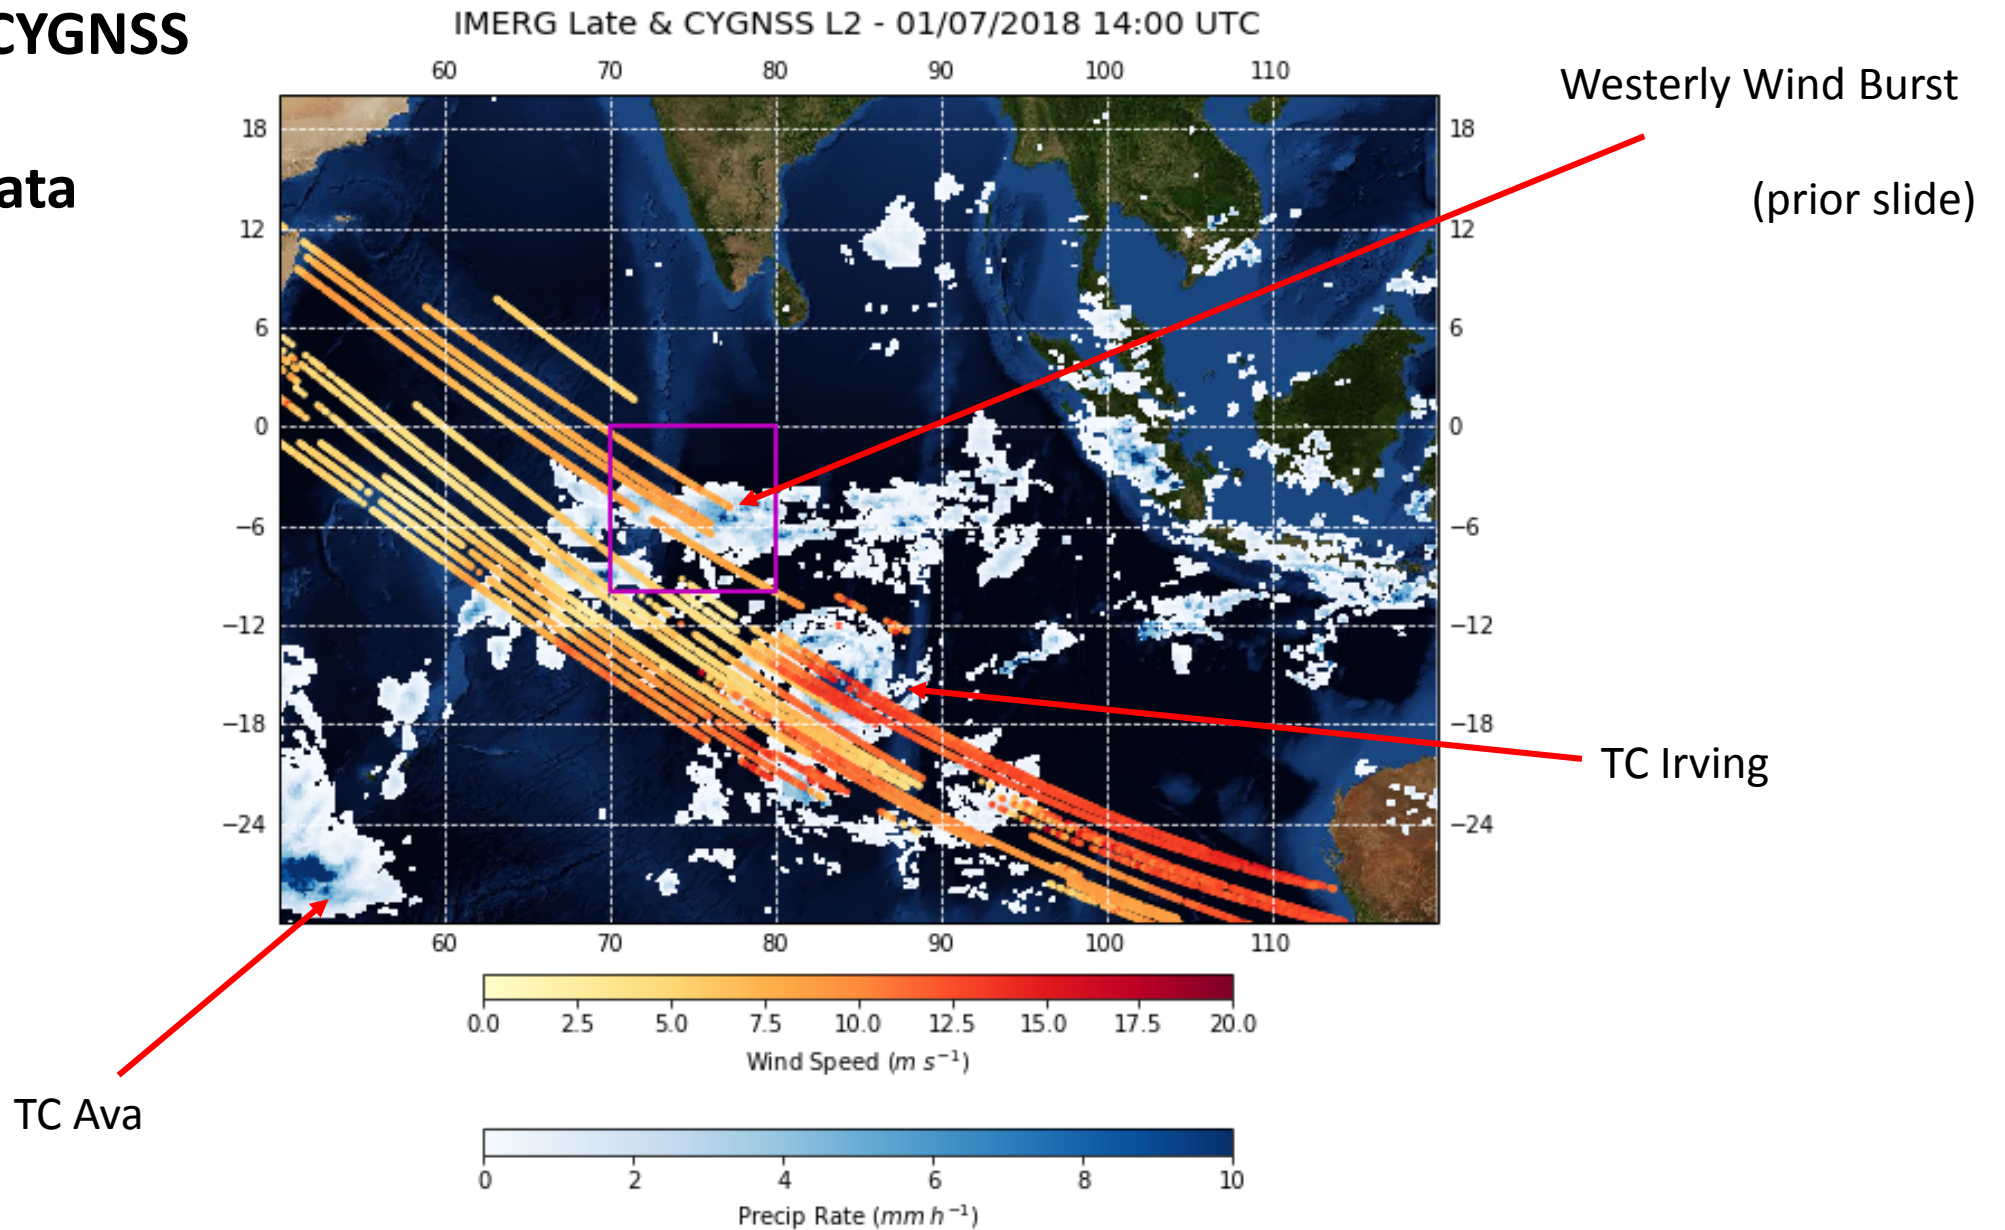 CYGNSS
ata
IMERG Late & CYGNSS L2 - 01/07/2018 14:00 UTC
60 70 80 90 100 110
Westerly Wind Burst
(prior slide)
18 18
12 12
6 6
0 0
−6 −6
−12 −12
−18 −18
TC Irving
−24 −24
60 70 80 90 100 110
0.0 2.5 5.0 7.5 10.0 12.5 15.0 17.5 20.0
Wind Speed (m s⁻¹)
TC Ava
0 2 4 6 8 10
Precip Rate (mm h⁻¹)